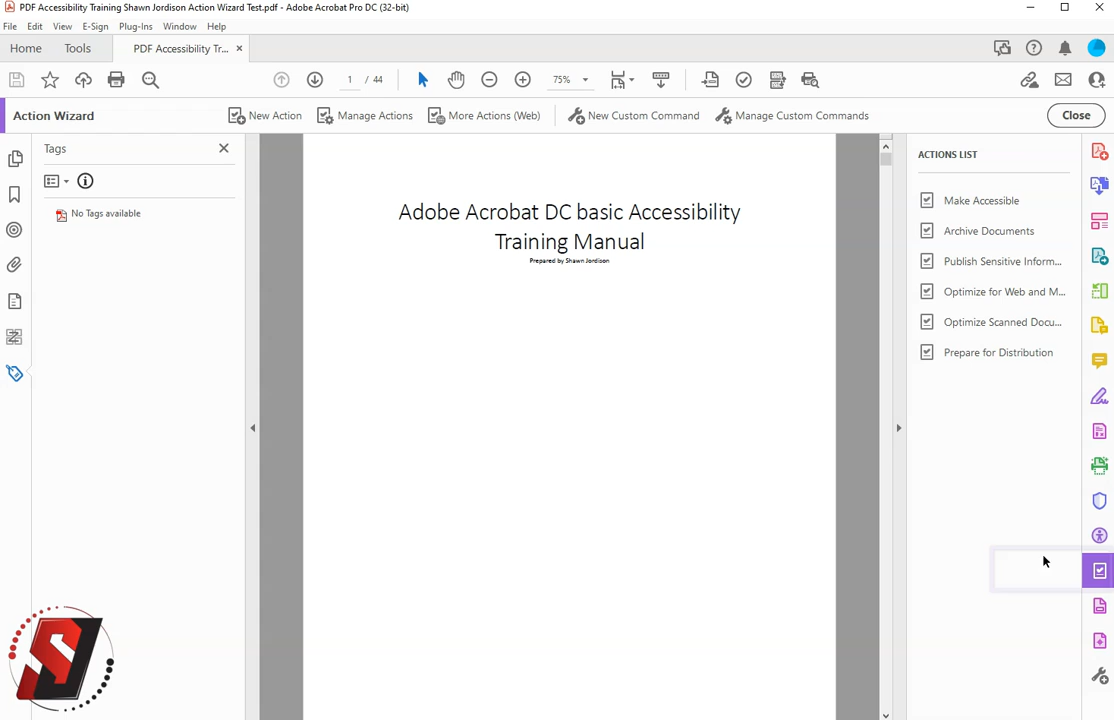 PDF Accessibility Training Shawn Jordison Action Wizard Test.pdf - Adobe Acrobat Pro DC (32-bit)
File Edit View E-Sign Plug-Ins Window Help
Home Tools PDF Accessibility Tr... ×
1 / 44 75%
Action Wizard New Action Manage Actions More Actions (Web) New Custom Command Manage Custom Commands Close
Tags
No Tags available
Adobe Acrobat DC basic Accessibility
Training Manual
Prepared by Shawn Jordison
ACTIONS LIST
Make Accessible
Archive Documents
Publish Sensitive Inform...
Optimize for Web and M...
Optimize Scanned Docu...
Prepare for Distribution
SJ